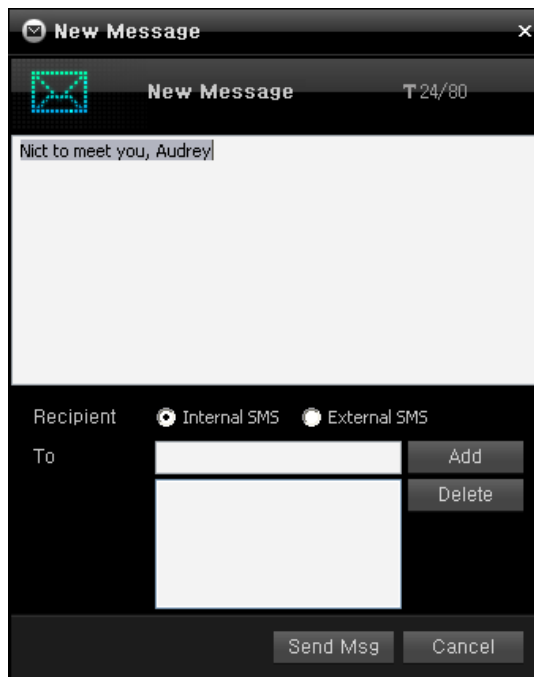 New Message
New Message T 24/80
Nict to meet you, Audrey
Recipient Internal SMS External SMS
To Add
Delete
Send Msg Cancel